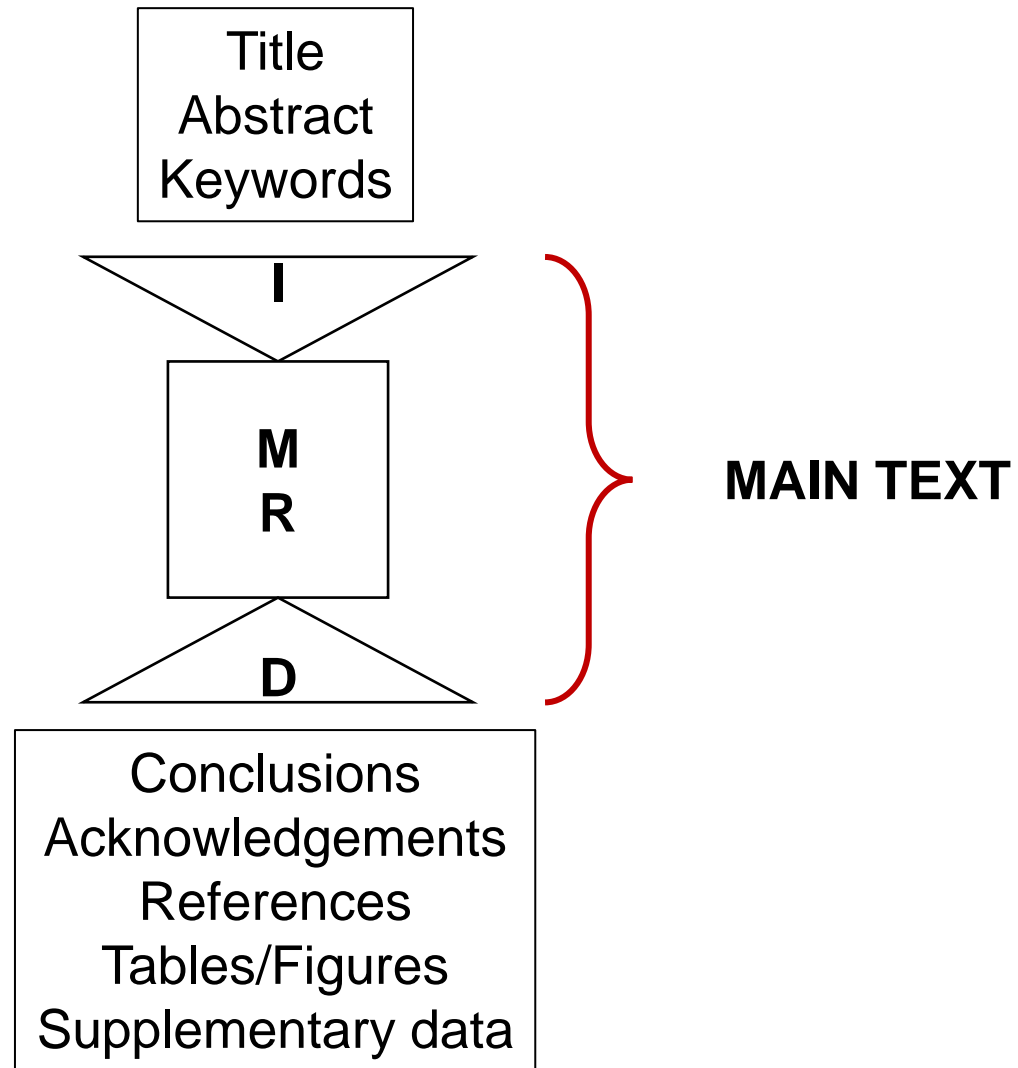 Title
Abstract
Keywords
I
M
R
D
MAIN TEXT
Conclusions
Acknowledgements
References
Tables/Figures
Supplementary data